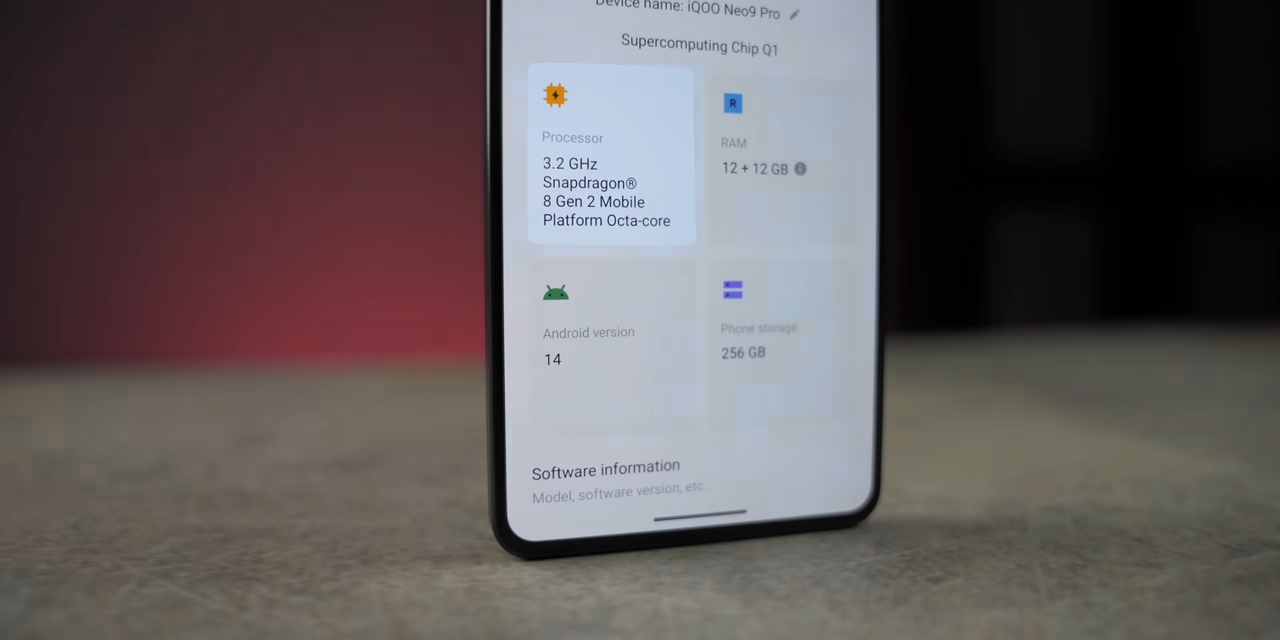 Device name: iQOO Neo9 Pro
Supercomputing Chip Q1
Processor
3.2 GHz
Snapdragon®
8 Gen 2 Mobile
Platform Octa-core
R
RAM
12 + 12 GB
Android version
14
Phone storage
256 GB
Software information
Model, software version, etc.